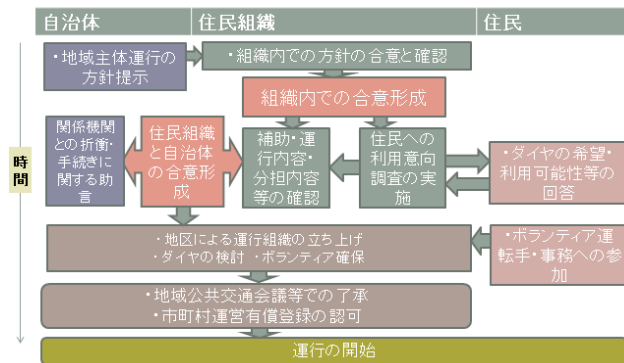 自治体
住民組織
住民
・地域主体運行の
方針提示
・組織内での方針の合意と確認
組織内での合意形成
関係機関
との折衝・
手続きに
関する助
言
住民組織
と自治体
の合意形
成
補助・運
行内容・
分担内容
等の確認
住民への
利用意向
調査の実
施
・ダイヤの希望・
利用可能性等の
回答
時
間
・地区による運行組織の立ち上げ
・ダイヤの検討 ・ボランティア確保
・ボランティア運
転手・事務への参
加
・地域公共交通会議等での了承
・市町村運営有償登録の認可
運行の開始